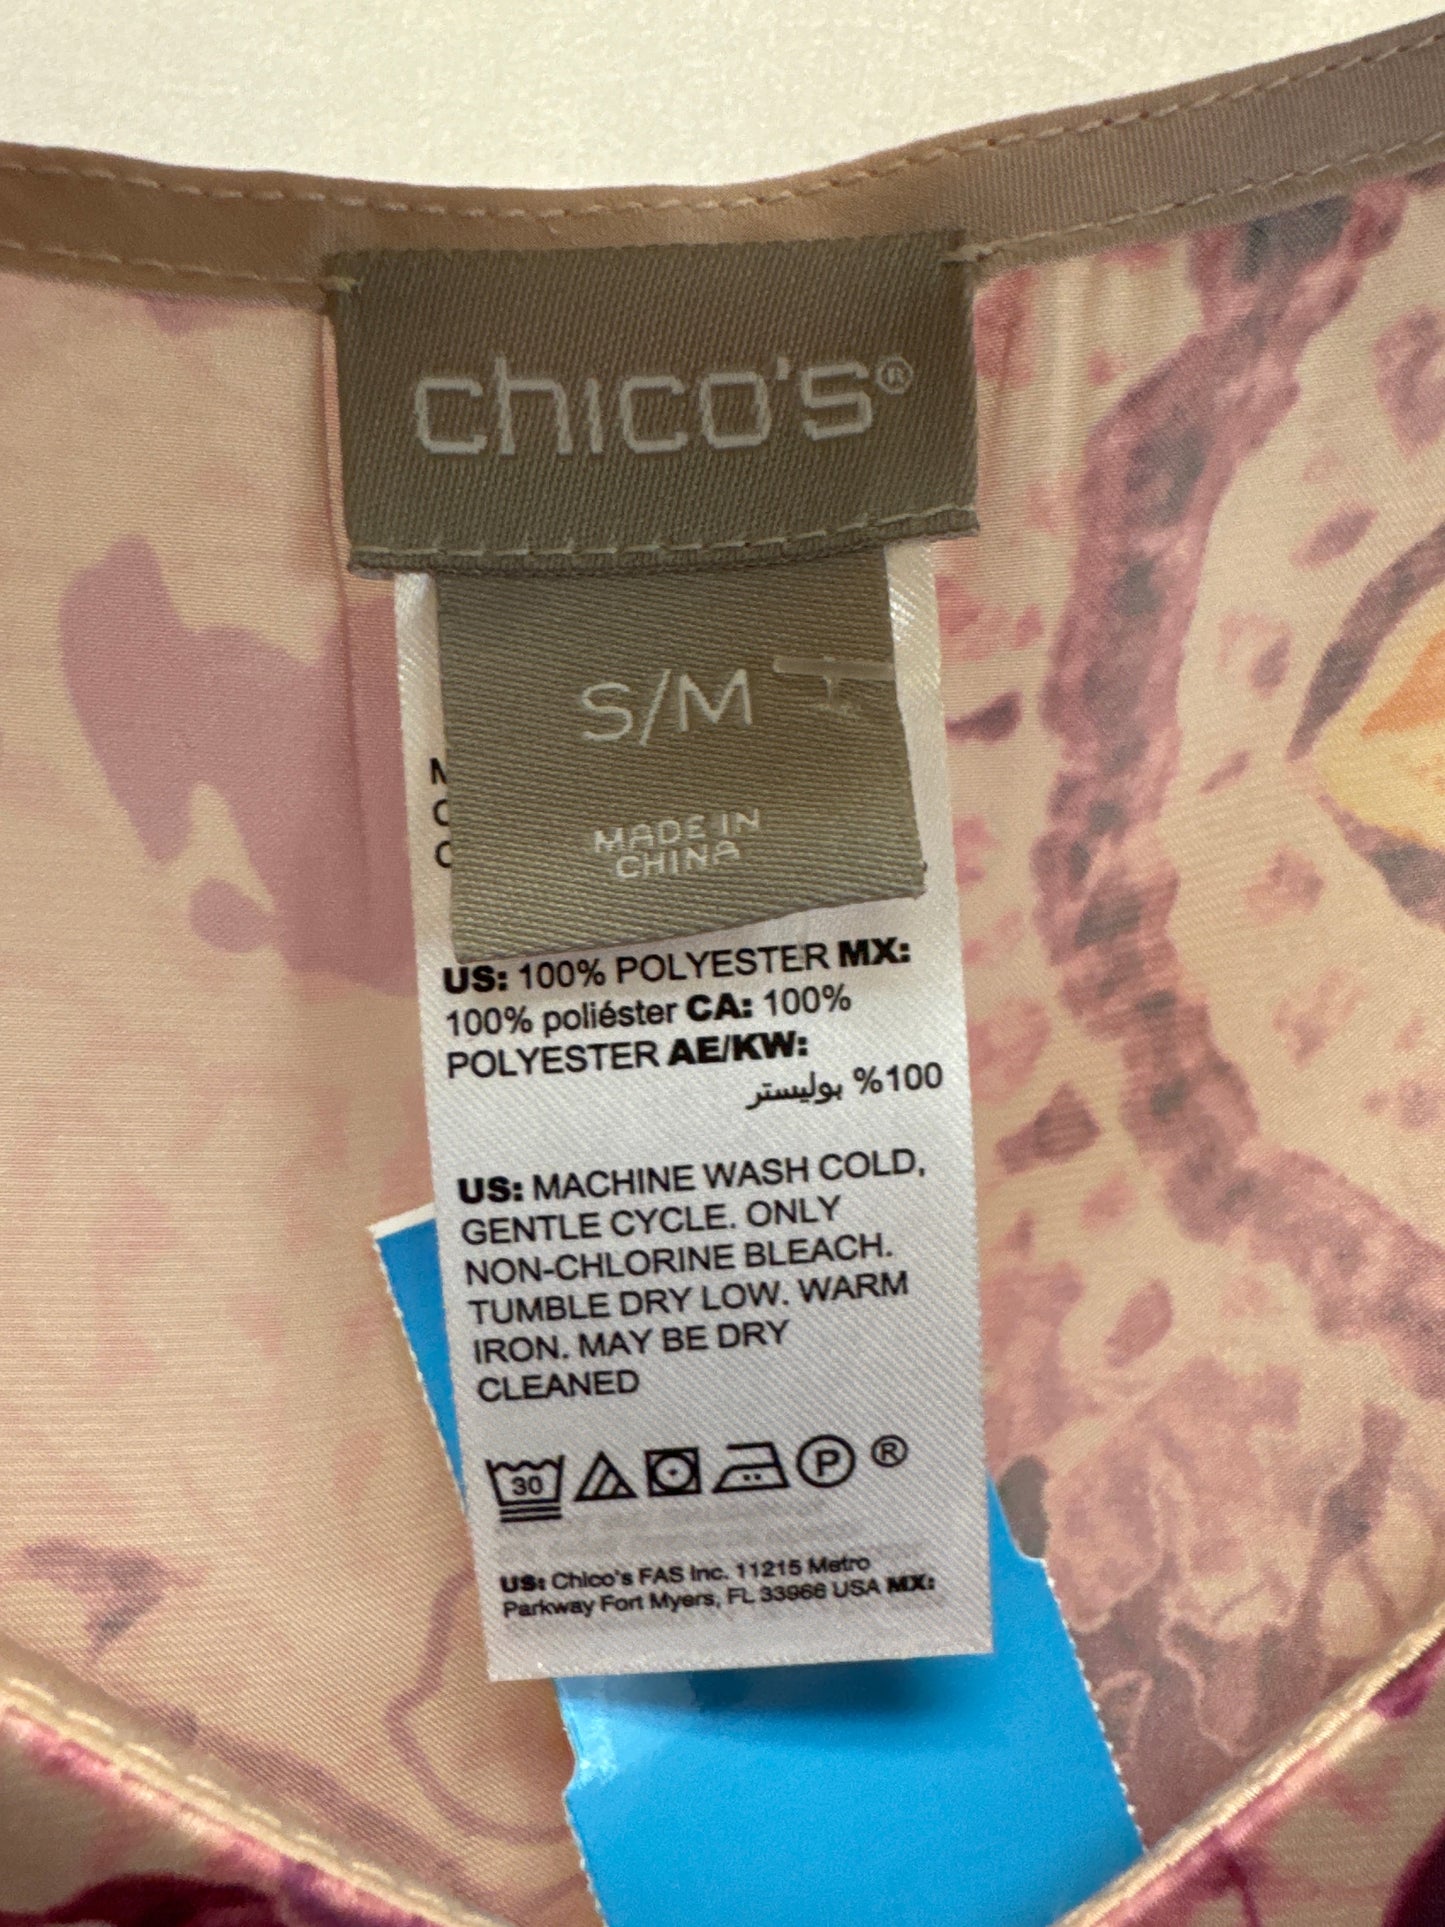 chico's®
S/M
MADE IN
CHINA
US: 100% POLYESTER MX:
100% poliéster CA: 100%
POLYESTER AE/KW:
100% بوليستر
US: MACHINE WASH COLD,
GENTLE CYCLE. ONLY
NON-CHLORINE BLEACH.
TUMBLE DRY LOW. WARM
IRON. MAY BE DRY
CLEANED
30 P ®
US: Chico's FAS Inc. 11215 Metro
Parkway Fort Myers, FL 33966 USA MX: